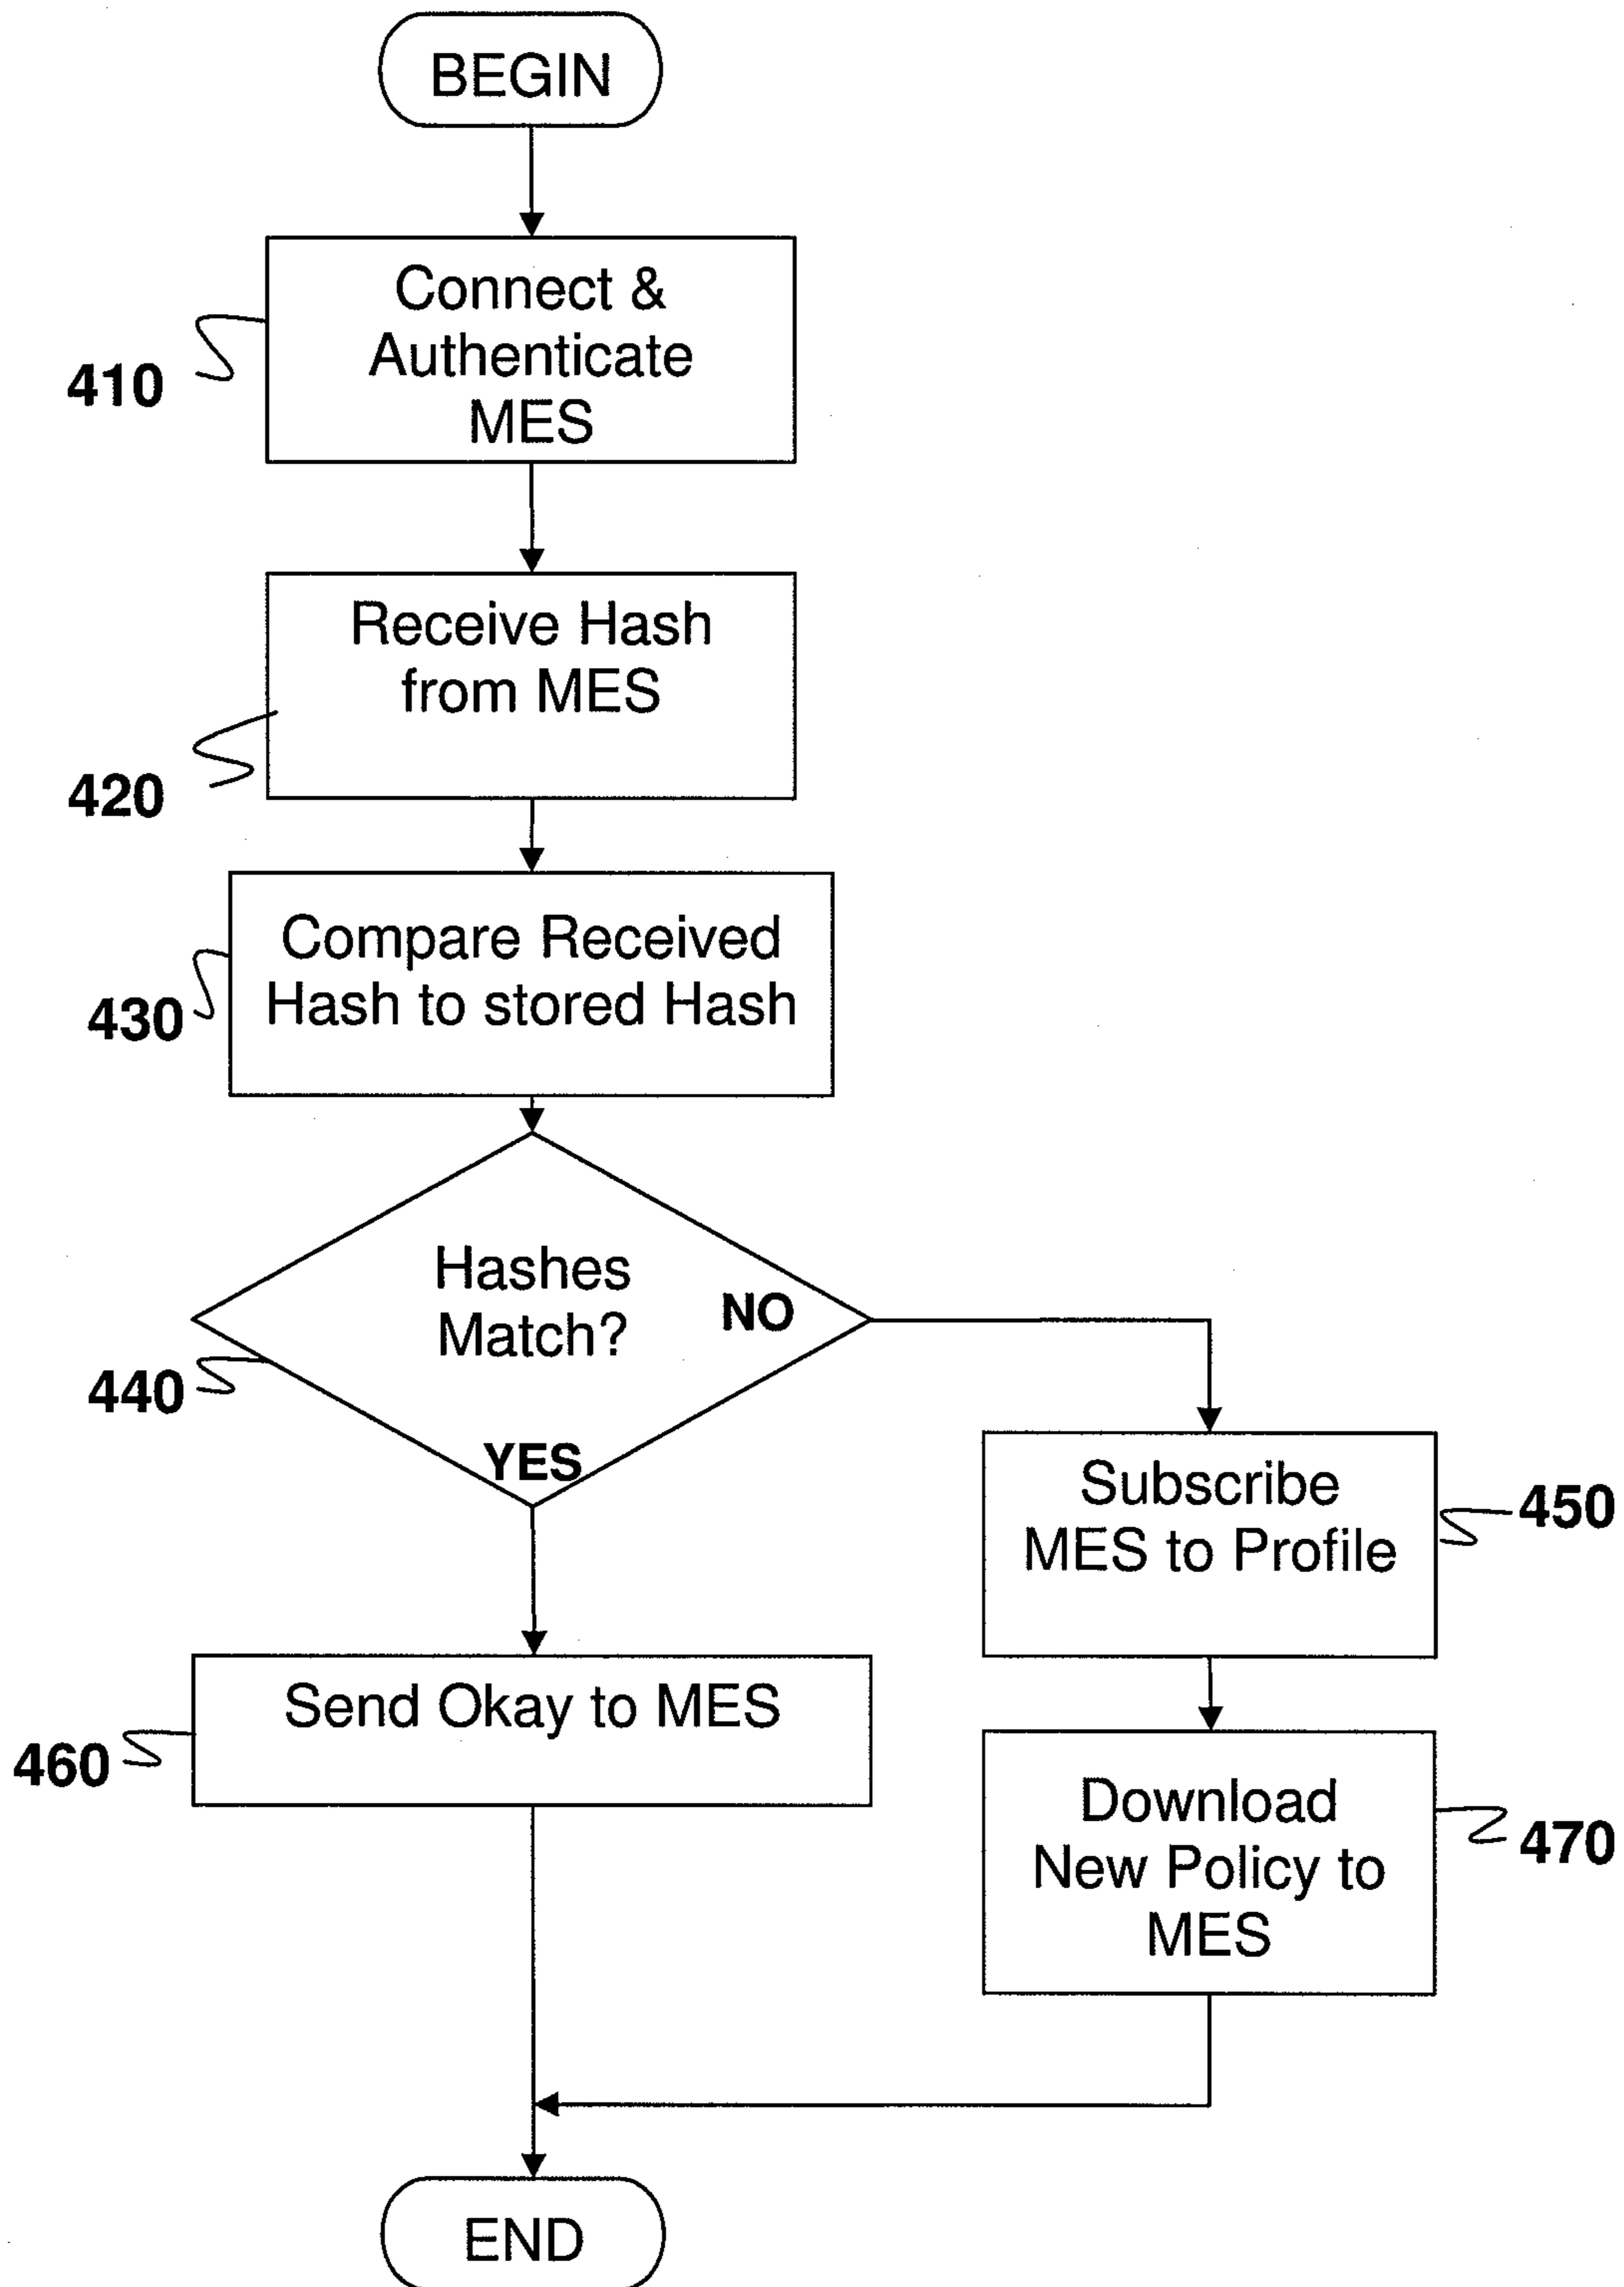 BEGIN
Connect &
Authenticate
MES
410
Receive Hash
from MES
420
Compare Received
Hash to stored Hash
430
Hashes
Match?
NO
440
YES
Subscribe
MES to Profile
450
Send Okay to MES
460
Download
New Policy to
MES
470
END